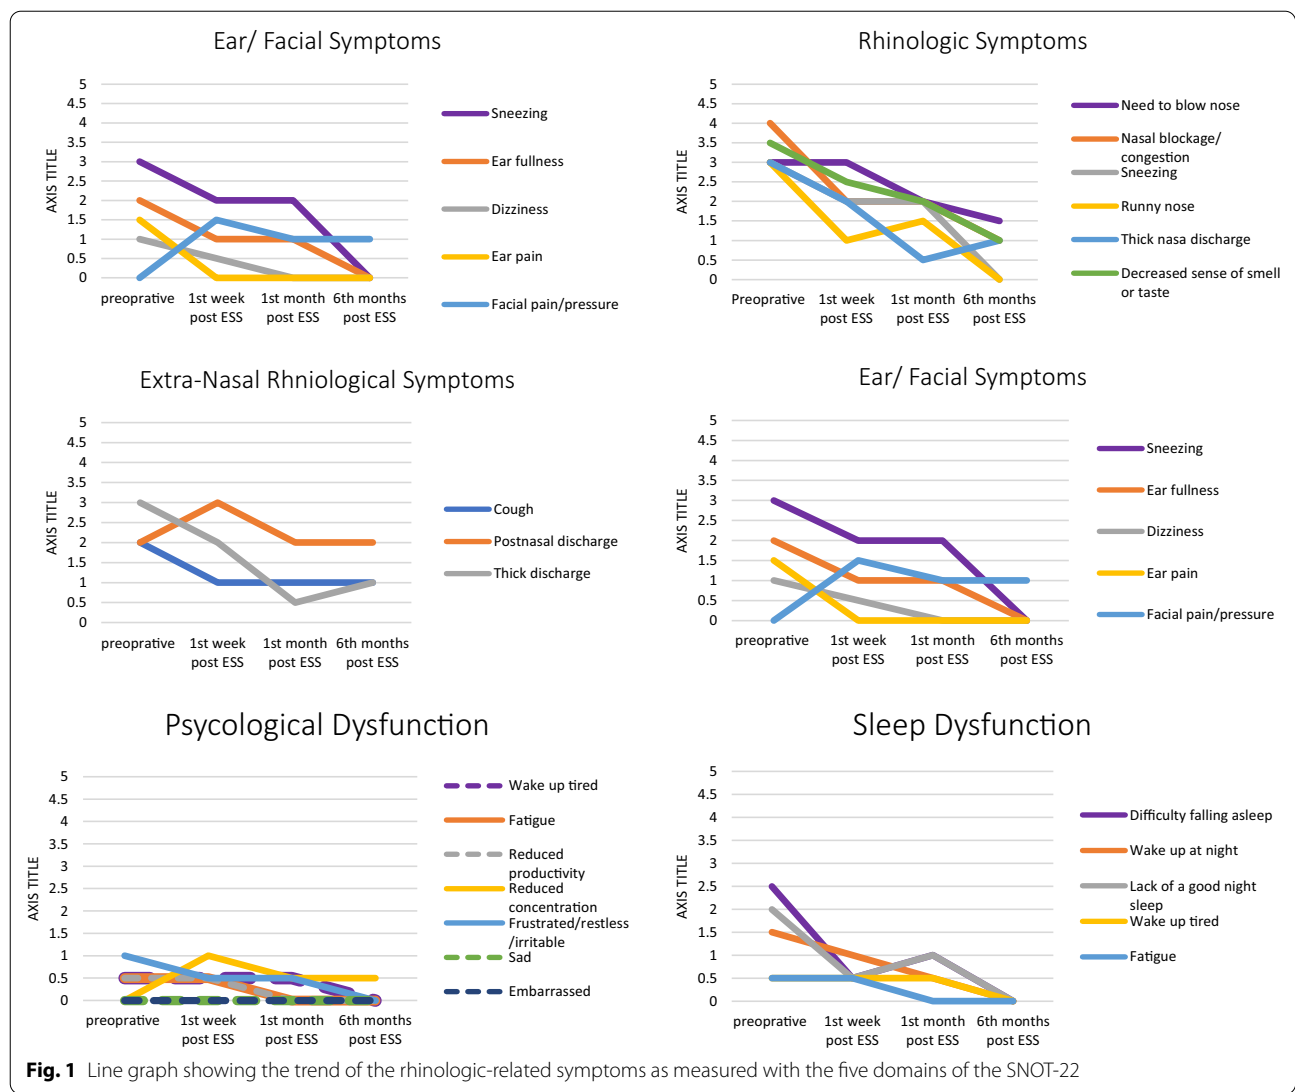 Ear/ Facial Symptoms
AXIS TITLE
5
4.5
4
3.5
3
2.5
2
1.5
1
0.5
0
preoprative
1st week
post ESS
1st month
post ESS
6th months
post ESS
Sneezing
Ear fullness
Dizziness
Ear pain
Facial pain/pressure
Rhinologic Symptoms
AXIS TITLE
5
4.5
4
3.5
3
2.5
2
1.5
1
0.5
0
Preoprative
1st week
post ESS
1st month
post ESS
6th months
post ESS
Need to blow nose
Nasal blockage/
congestion
Sneezing
Runny nose
Thick nasa discharge
Decreased sense of smell
or taste
Extra-Nasal Rhniological Symptoms
AXIS TITLE
5
4.5
4
3.5
3
2.5
2
1.5
1
0.5
0
preoprative
1st week
post ESS
1st month
post ESS
6th months
post ESS
Cough
Postnasal discharge
Thick discharge
Ear/ Facial Symptoms
AXIS TITLE
5
4.5
4
3.5
3
2.5
2
1.5
1
0.5
0
preoprative
1st week
post ESS
1st month
post ESS
6th months
post ESS
Sneezing
Ear fullness
Dizziness
Ear pain
Facial pain/pressure
Psycological Dysfunction
AXIS TITLE
5
4.5
4
3.5
3
2.5
2
1.5
1
0.5
0
preoprative
1st week
post ESS
1st month
post ESS
6th months
post ESS
Wake up tired
Fatigue
Reduced
productivity
Reduced
concentration
Frustrated/restless
/irritable
Sad
Embarrassed
Sleep Dysfunction
AXIS TITLE
5
4.5
4
3.5
3
2.5
2
1.5
1
0.5
0
preoprative
1st week
post ESS
1st month
post ESS
6th months
post ESS
Difficulty falling asleep
Wake up at night
Lack of a good night
sleep
Wake up tired
Fatigue
Fig. 1 Line graph showing the trend of the rhinologic-related symptoms as measured with the five domains of the SNOT-22